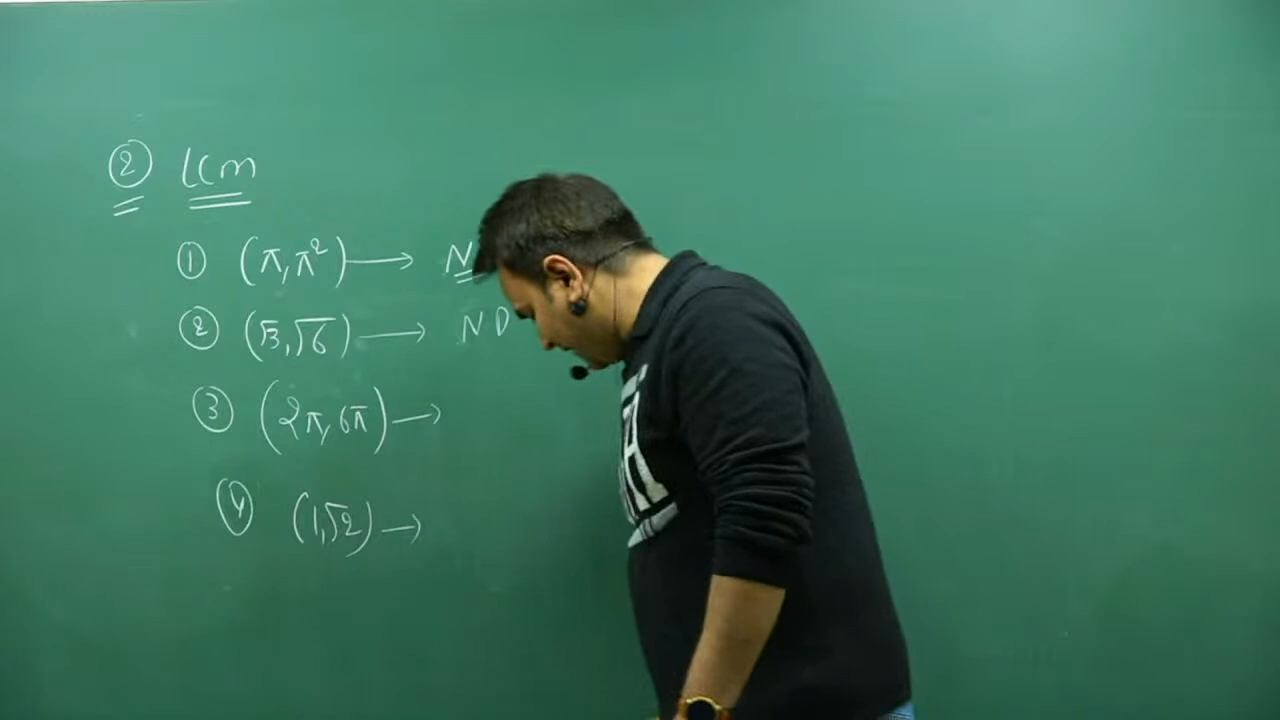 ② LCM
① (π, π²) → N
② (√3, √6) → ND
③ (2π, 6π) →
④ (1, √2) →